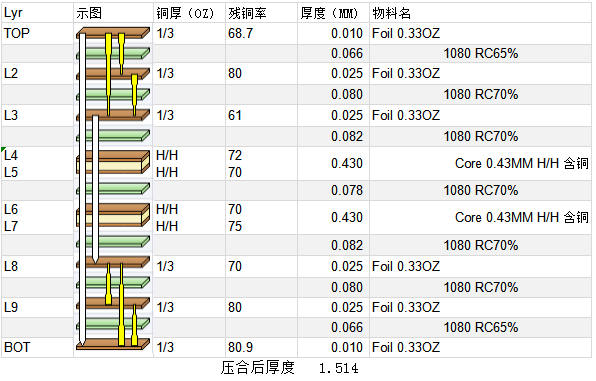 Lyr 示图 铜厚（OZ） 残铜率 厚度（MM） 物料名
TOP 1/3 68.7 0.010 Foil 0.33OZ
0.066 1080 RC65%
L2 1/3 80 0.025 Foil 0.33OZ
0.080 1080 RC70%
L3 1/3 61 0.025 Foil 0.33OZ
0.082 1080 RC70%
L4 H/H 72
0.430 Core 0.43MM H/H 含铜
L5 H/H 70
0.078 1080 RC70%
L6 H/H 70
0.430 Core 0.43MM H/H 含铜
L7 H/H 75
0.082 1080 RC70%
L8 1/3 70 0.025 Foil 0.33OZ
0.080 1080 RC70%
L9 1/3 80 0.025 Foil 0.33OZ
0.066 1080 RC65%
BOT 1/3 80.9 0.010 Foil 0.33OZ
压合后厚度 1.514